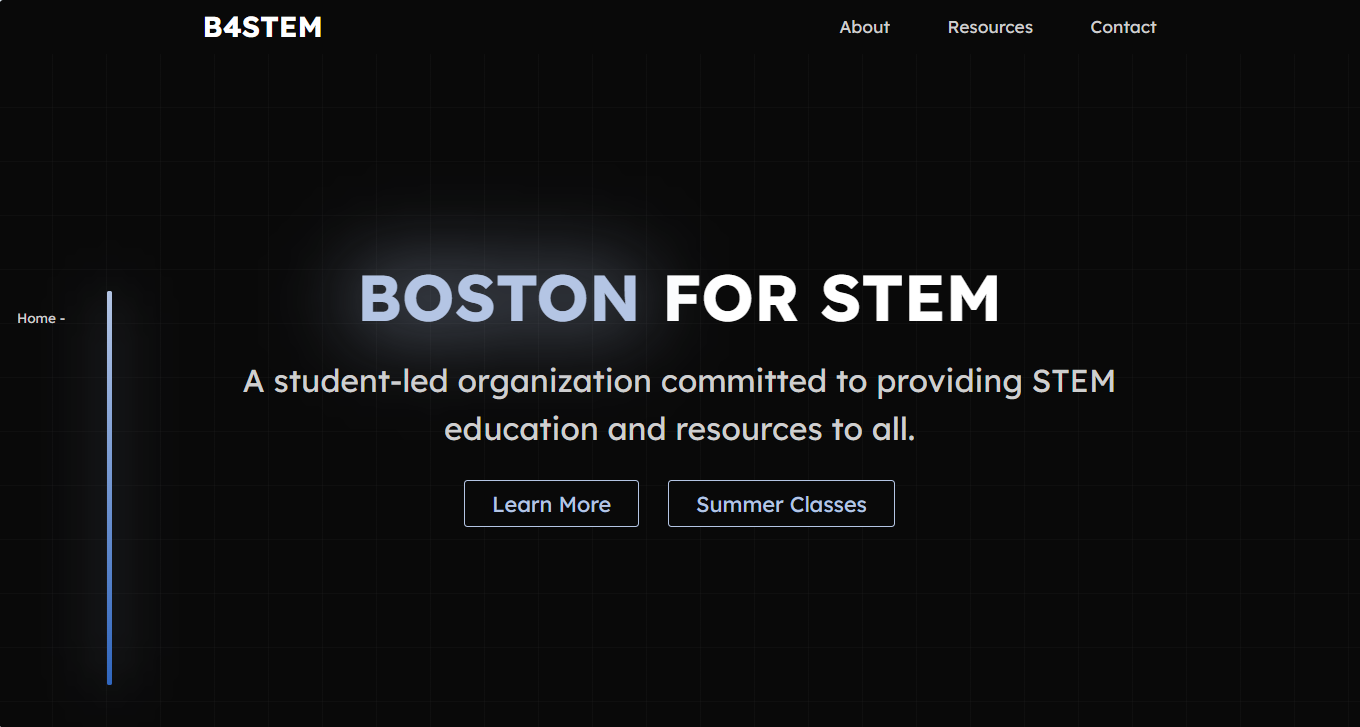 B4STEM
About
Resources
Contact
Home -
BOSTON FOR STEM
A student-led organization committed to providing STEM
education and resources to all.
Learn More
Summer Classes